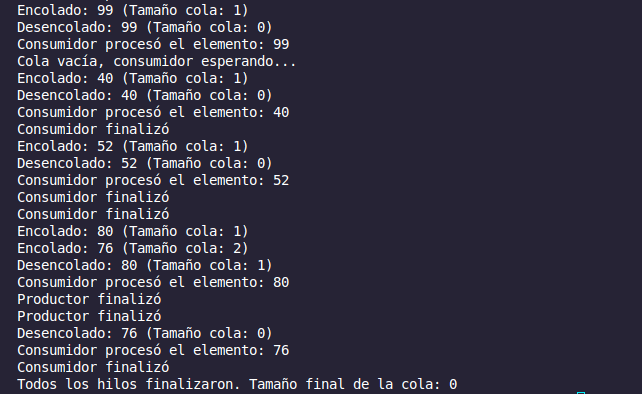 Encolado: 99 (Tamaño cola: 1)
Desencolado: 99 (Tamaño cola: 0)
Consumidor procesó el elemento: 99
Cola vacía, consumidor esperando...
Encolado: 40 (Tamaño cola: 1)
Desencolado: 40 (Tamaño cola: 0)
Consumidor procesó el elemento: 40
Consumidor finalizó
Encolado: 52 (Tamaño cola: 1)
Desencolado: 52 (Tamaño cola: 0)
Consumidor procesó el elemento: 52
Consumidor finalizó
Consumidor finalizó
Encolado: 80 (Tamaño cola: 1)
Encolado: 76 (Tamaño cola: 2)
Desencolado: 80 (Tamaño cola: 1)
Consumidor procesó el elemento: 80
Productor finalizó
Productor finalizó
Desencolado: 76 (Tamaño cola: 0)
Consumidor procesó el elemento: 76
Consumidor finalizó
Todos los hilos finalizaron. Tamaño final de la cola: 0